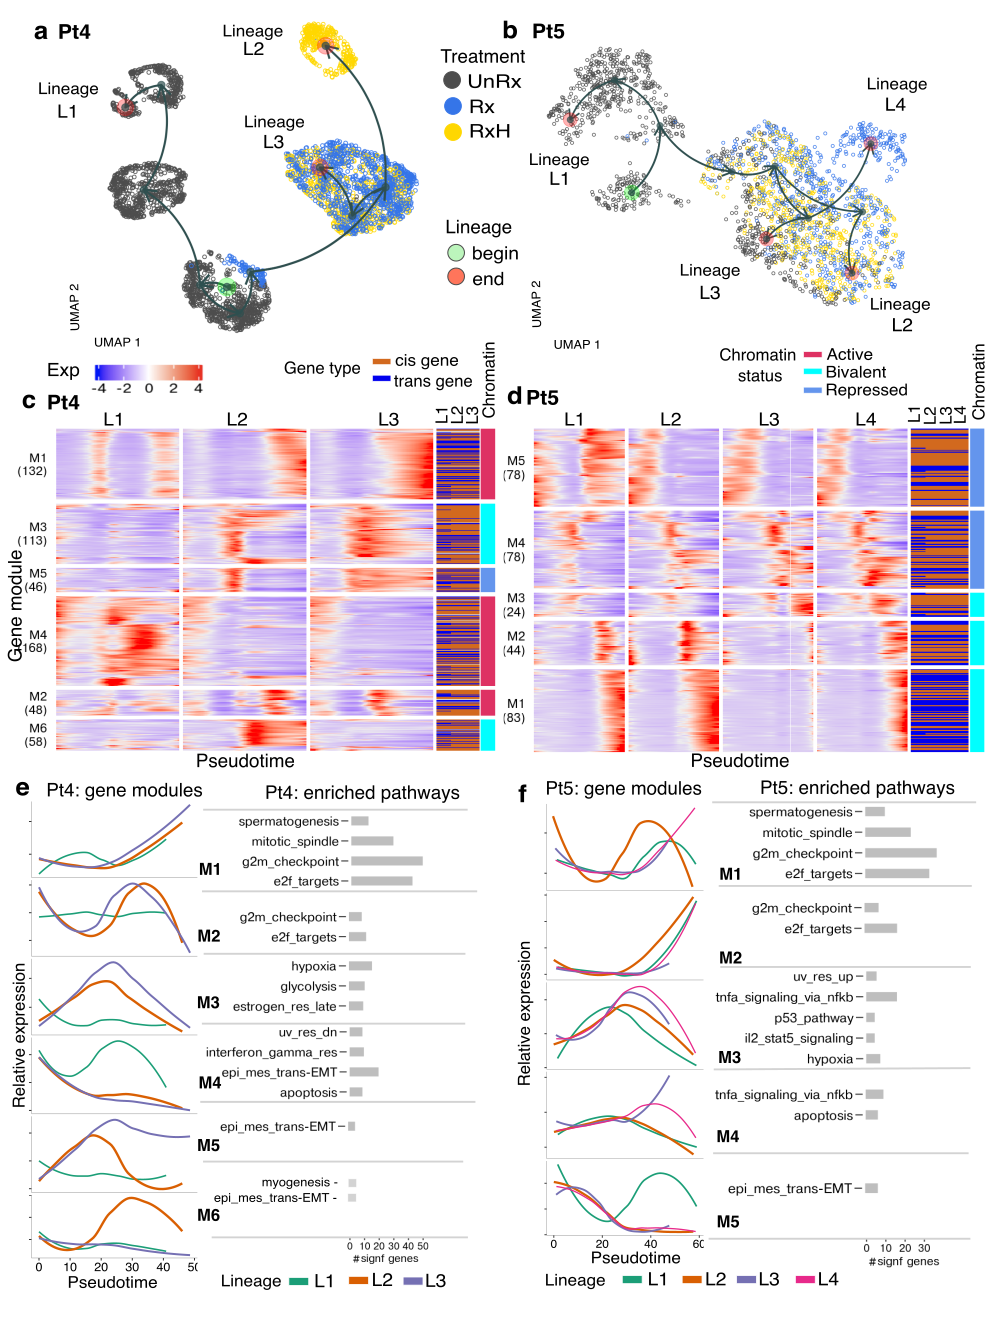 a Pt4
Lineage
L2
Lineage
L1
Lineage
L3
UMAP 2
UMAP 1
Treatment
UnRx
Rx
RxH
Lineage
begin
end
b Pt5
Lineage
L4
Lineage
L1
Lineage
L3
Lineage
L2
UMAP 2
UMAP 1
Exp
-4 -2 0 2 4
Gene type
cis gene
trans gene
Chromatin
status
Active
Bivalent
Repressed
c Pt4
L1 L2 L3
L1 L2 L3 Chromatin
Gene module
M1
(132)
M3
(113)
M5
(46)
M4
(168)
M2
(48)
M6
(58)
Pseudotime
d Pt5
L1 L2 L3 L4
L1 L2 L3 L4 Chromatin
M5
(78)
M4
(78)
M3
(24)
M2
(44)
M1
(83)
Pseudotime
e Pt4: gene modules
Pt4: enriched pathways
Relative expression
spermatogenesis
mitotic_spindle
g2m_checkpoint
e2f_targets
M1
g2m_checkpoint
e2f_targets
M2
hypoxia
glycolysis
estrogen_res_late
M3
uv_res_dn
interferon_gamma_res
epi_mes_trans-EMT
apoptosis
M4
epi_mes_trans-EMT
M5
myogenesis
epi_mes_trans-EMT
M6
0 10 20 30 40 50
Pseudotime
0 10 20 30 40 50
#signf genes
Lineage L1 L2 L3
f Pt5: gene modules
Pt5: enriched pathways
Relative expression
spermatogenesis
mitotic_spindle
g2m_checkpoint
e2f_targets
M1
g2m_checkpoint
e2f_targets
M2
uv_res_up
tnfa_signaling_via_nfkb
p53_pathway
il2_stat5_signaling
hypoxia
M3
tnfa_signaling_via_nfkb
apoptosis
M4
epi_mes_trans-EMT
M5
0 20 40 60
Pseudotime
0 10 20 30
#signf genes
Lineage L1 L2 L3 L4